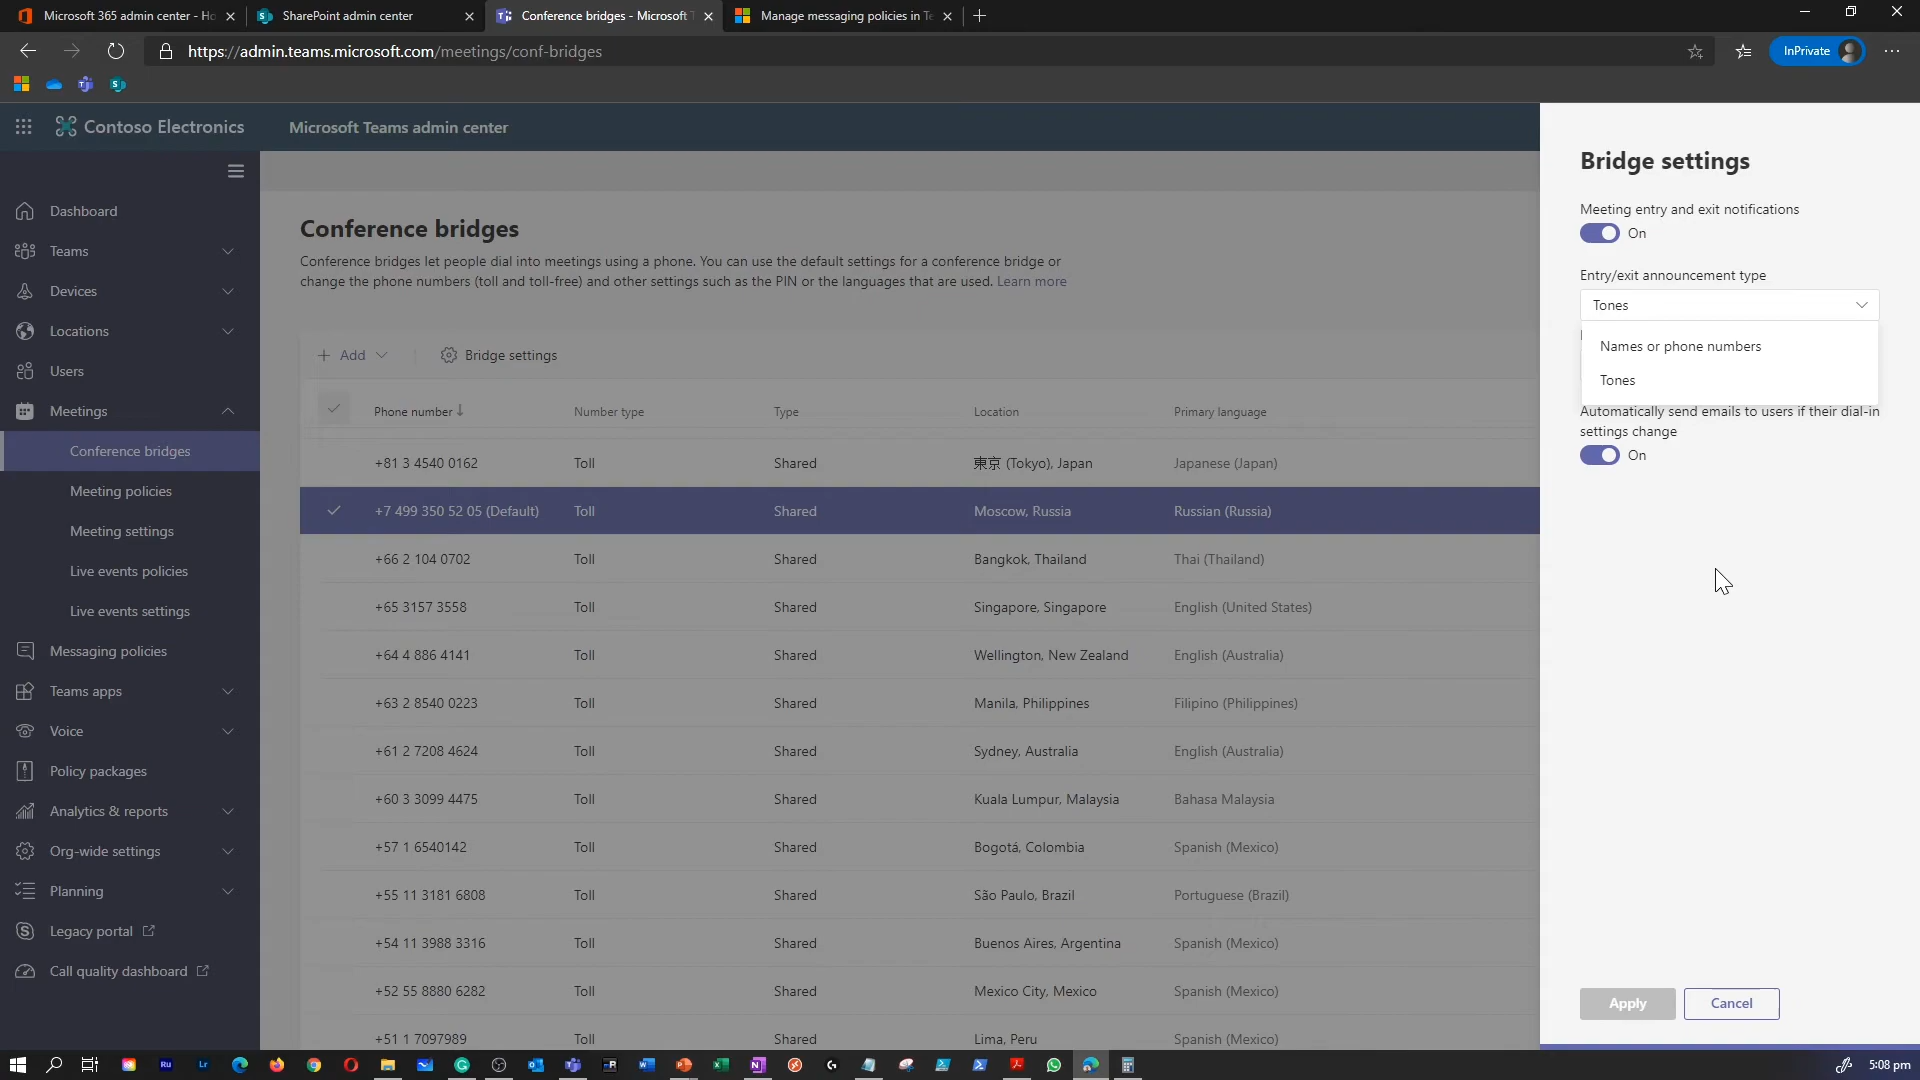 Microsoft 365 admin center - Ho
SharePoint admin center
Conference bridges - Microsoft T
Manage messaging policies in Te
https://admin.teams.microsoft.com/meetings/conf-bridges
InPrivate
Contoso Electronics
Microsoft Teams admin center
Dashboard
Teams
Devices
Locations
Users
Meetings
Conference bridges
Meeting policies
Meeting settings
Live events policies
Live events settings
Messaging policies
Teams apps
Voice
Policy packages
Analytics & reports
Org-wide settings
Planning
Legacy portal
Call quality dashboard
Conference bridges
Conference bridges let people dial into meetings using a phone. You can use the default settings for a conference bridge or
change the phone numbers (toll and toll-free) and other settings such as the PIN or the languages that are used. Learn more
Add
Bridge settings
Phone number Number type Type Location Primary language
+81 3 4540 0162 Toll Shared 東京 (Tokyo), Japan Japanese (Japan)
+7 499 350 52 05 (Default) Toll Shared Moscow, Russia Russian (Russia)
+66 2 104 0702 Toll Shared Bangkok, Thailand Thai (Thailand)
+65 3157 3558 Toll Shared Singapore, Singapore English (United States)
+64 4 886 4141 Toll Shared Wellington, New Zealand English (Australia)
+63 2 8540 0223 Toll Shared Manila, Philippines Filipino (Philippines)
+61 2 7208 4624 Toll Shared Sydney, Australia English (Australia)
+60 3 3099 4475 Toll Shared Kuala Lumpur, Malaysia Bahasa Malaysia
+57 1 6540142 Toll Shared Bogotá, Colombia Spanish (Mexico)
+55 11 3181 6808 Toll Shared São Paulo, Brazil Portuguese (Brazil)
+54 11 3988 3316 Toll Shared Buenos Aires, Argentina Spanish (Mexico)
+52 55 8880 6282 Toll Shared Mexico City, Mexico Spanish (Mexico)
+51 1 7097989 Toll Shared Lima, Peru Spanish (Mexico)
Bridge settings
Meeting entry and exit notifications
On
Entry/exit announcement type
Tones
Names or phone numbers
Tones
Automatically send emails to users if their dial-in
settings change
On
Apply
Cancel
5:08 pm